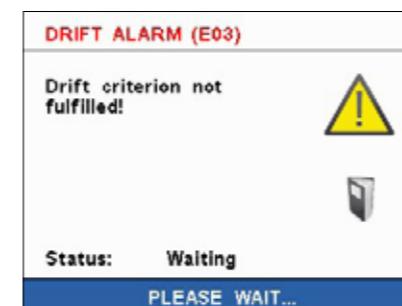 DRIFT ALARM (E03)
Drift criterion not
fulfilled!
Status: Waiting
PLEASE WAIT...